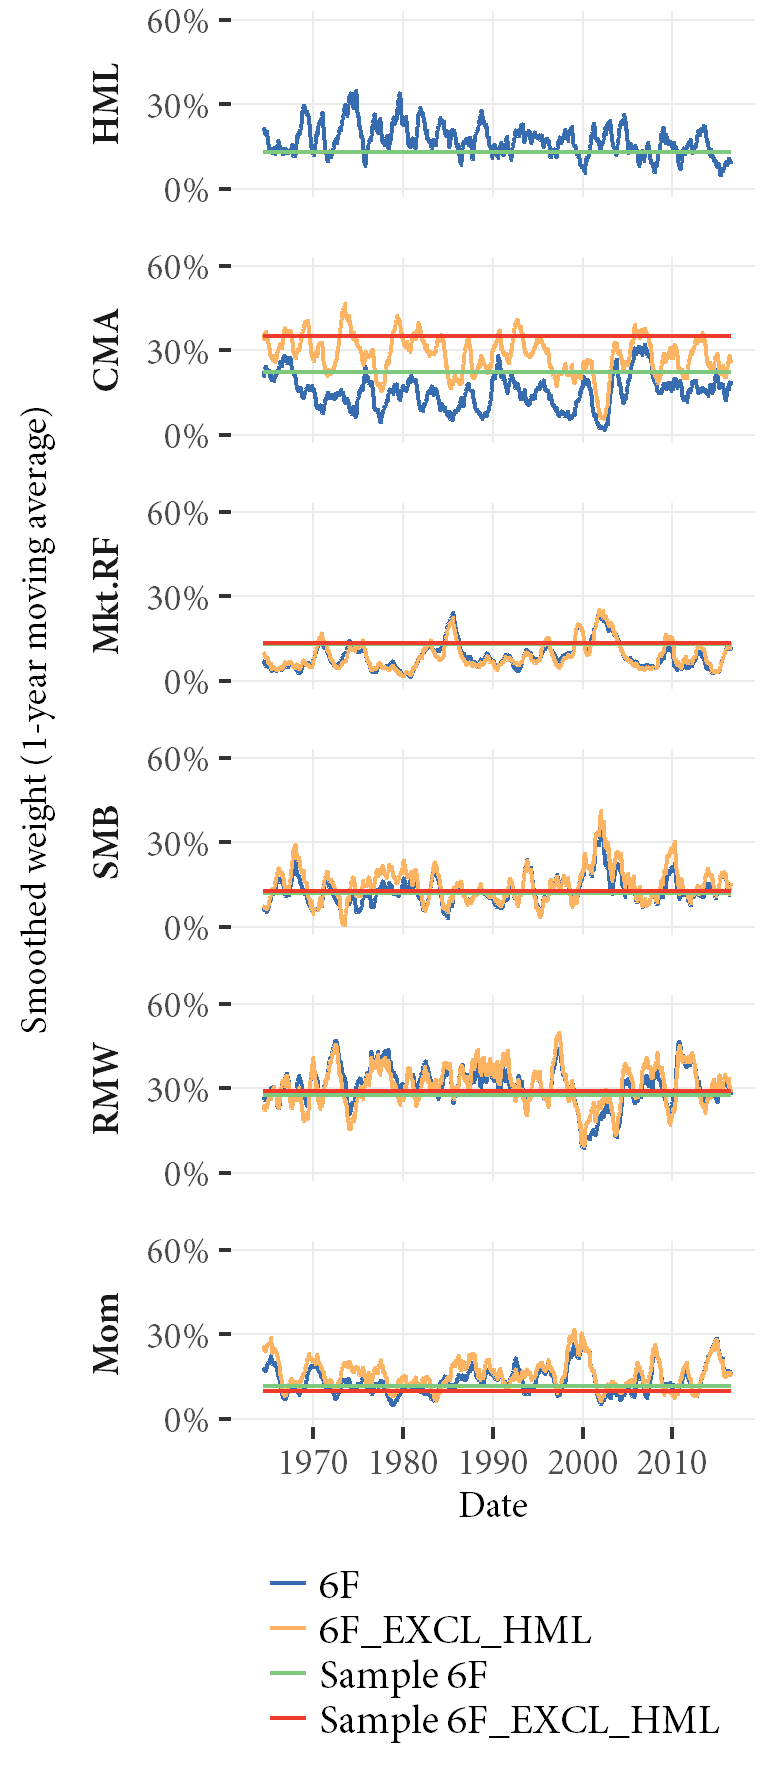 Smoothed weight (1-year moving average)
HML
60%
30%
0%
CMA
60%
30%
0%
Mkt.RF
60%
30%
0%
SMB
60%
30%
0%
RMW
60%
30%
0%
Mom
60%
30%
0%
1970 1980 1990 2000 2010
Date
6F
6F_EXCL_HML
Sample 6F
Sample 6F_EXCL_HML